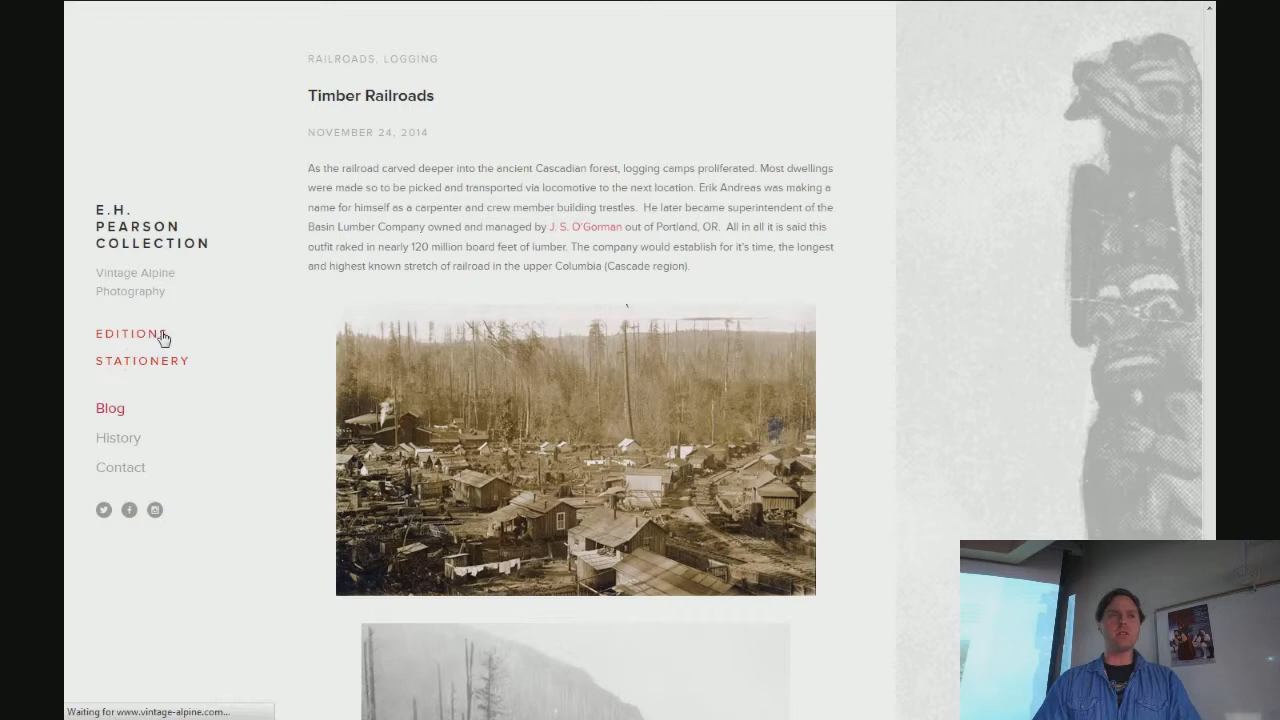 RAILROADS, LOGGING
Timber Railroads
NOVEMBER 24, 2014
As the railroad carved deeper into the ancient Cascadian forest, logging camps proliferated. Most dwellings
were made so to be picked and transported via locomotive to the next location. Erik Andreas was making a
name for himself as a carpenter and crew member building trestles.  He later became superintendent of the
Basin Lumber Company owned and managed by J. S. O'Gorman out of Portland, OR.  All in all it is said this
outfit raked in nearly 120 million board feet of lumber. The company would establish for it's time, the longest
and highest known stretch of railroad in the upper Columbia (Cascade region).
E.H.
PEARSON
COLLECTION
Vintage Alpine
Photography
EDITIONS
STATIONERY
Blog
History
Contact
Waiting for www.vintage-alpine.com...